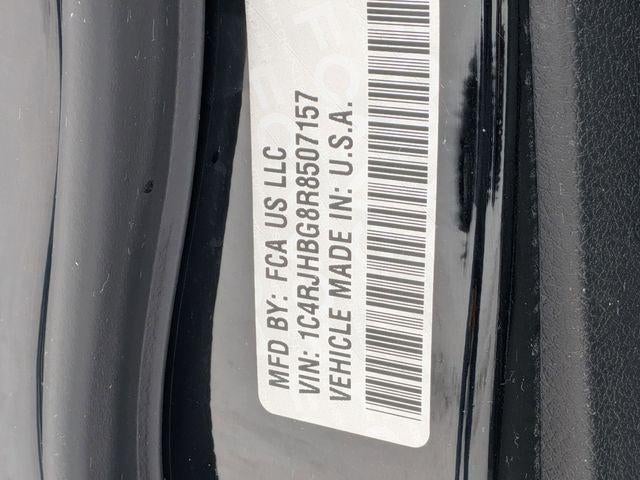 MFD BY: FCA US LLC
VIN: 1C4RJHBG8R8507157
VEHICLE MADE IN: U.S.A.